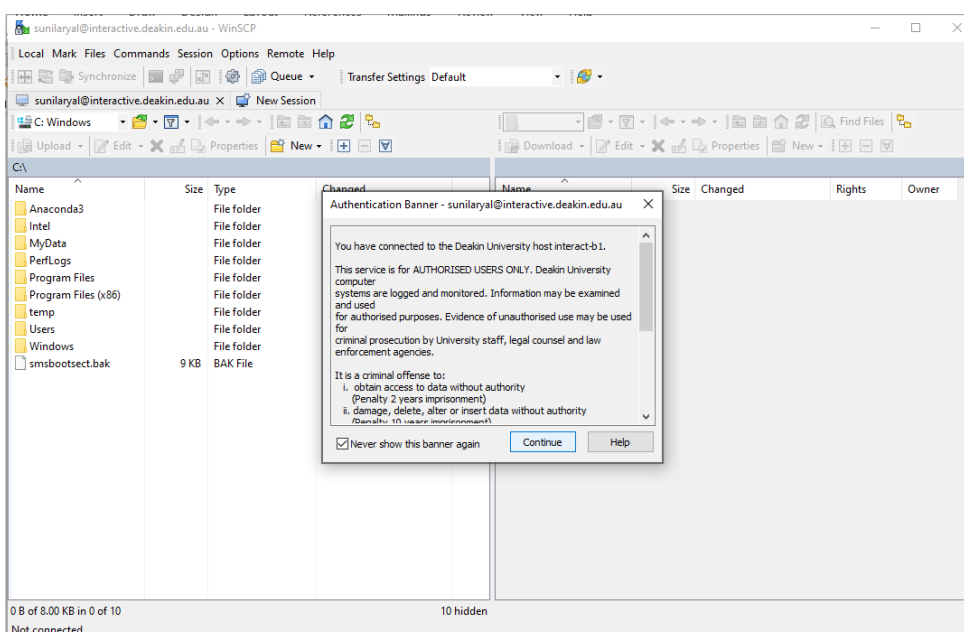 sunilaryal@interactive.deakin.edu.au - WinSCP
Local Mark Files Commands Session Options Remote Help
Synchronize Queue Transfer Settings Default
sunilaryal@interactive.deakin.edu.au X New Session
C: Windows Find Files
Upload Edit Properties New Download Edit Properties New
C:\
Name Size Type Changed Name Size Changed Rights Owner
Anaconda3 File folder
Intel File folder
MyData File folder
PerfLogs File folder
Program Files File folder
Program Files (x86) File folder
temp File folder
Users File folder
Windows File folder
smsbootsect.bak 9 KB BAK File
Authentication Banner - sunilaryal@interactive.deakin.edu.au
You have connected to the Deakin University host interact-b1.
This service is for AUTHORISED USERS ONLY. Deakin University
computer
systems are logged and monitored. Information may be examined
and used
for authorised purposes. Evidence of unauthorised use may be used
for
criminal prosecution by University staff, legal counsel and law
enforcement agencies.
It is a criminal offense to:
i. obtain access to data without authority
(Penalty 2 years imprisonment)
ii. damage, delete, alter or insert data without authority
(Penalty 10 years imprisonment)
Never show this banner again Continue Help
0 B of 8.00 KB in 0 of 10 10 hidden
Not connected.